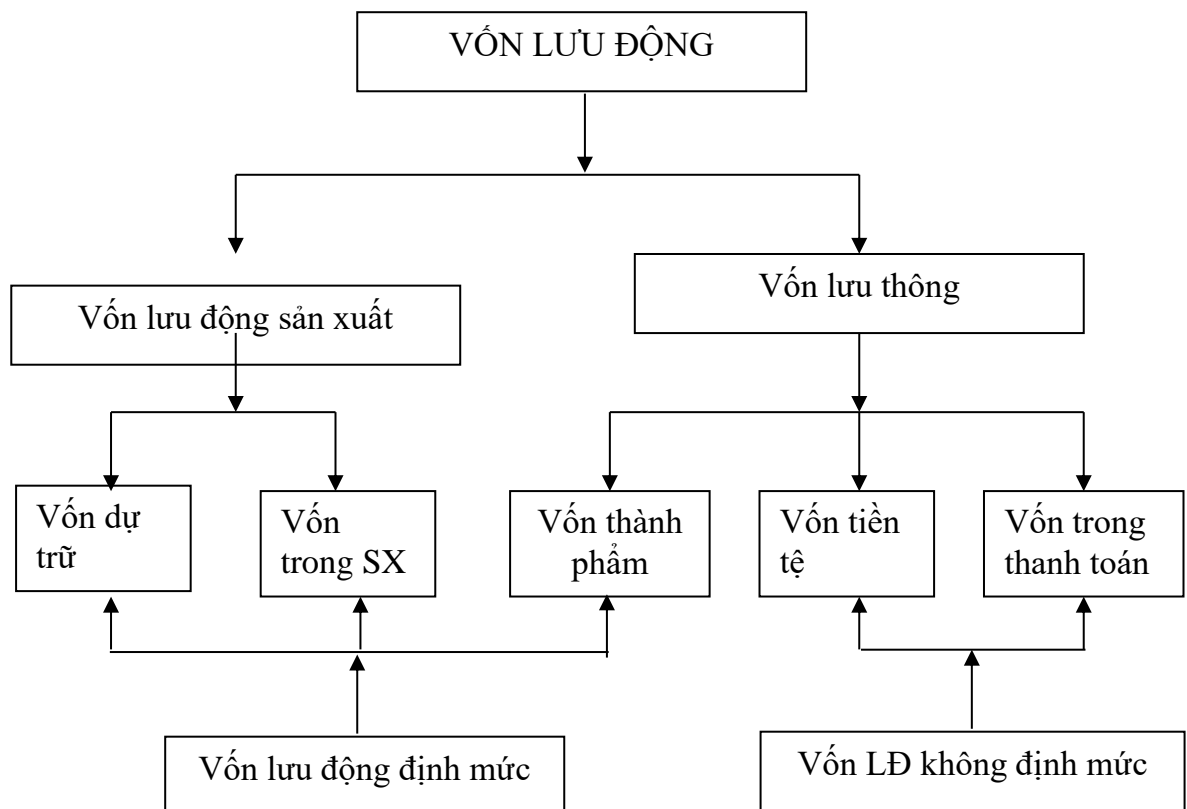 VỐN LƯU ĐỘNG
Vốn lưu động sản xuất
Vốn lưu thông
Vốn dự
trữ
Vốn
trong SX
Vốn thành
phẩm
Vốn tiền
tệ
Vốn trong
thanh toán
Vốn lưu động định mức
Vốn LĐ không định mức